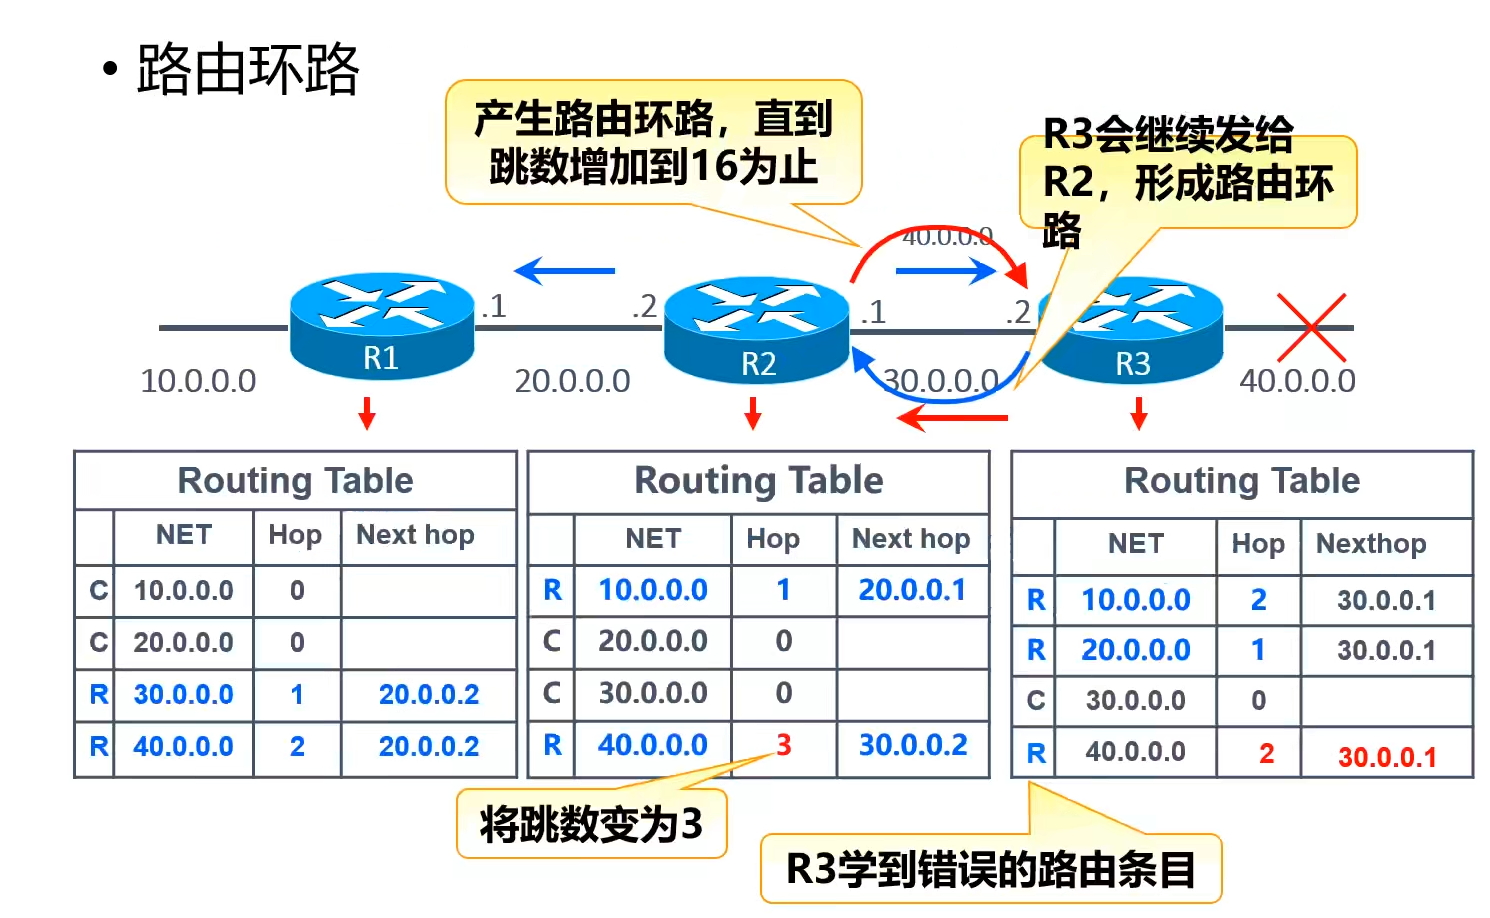 • 路由环路
产生路由环路，直到
跳数增加到16为止
R3会继续发给
R2，形成路由环
路
40.0.0.0
.1
.2
.1
.2
R1
R2
R3
10.0.0.0
20.0.0.0
30.0.0.0
40.0.0.0
Routing Table
NET Hop Next hop
C 10.0.0.0 0
C 20.0.0.0 0
R 30.0.0.0 1 20.0.0.2
R 40.0.0.0 2 20.0.0.2
Routing Table
NET Hop Next hop
R 10.0.0.0 1 20.0.0.1
C 20.0.0.0 0
C 30.0.0.0 0
R 40.0.0.0 3 30.0.0.2
Routing Table
NET Hop Nexthop
R 10.0.0.0 2 30.0.0.1
R 20.0.0.0 1 30.0.0.1
C 30.0.0.0 0
R 40.0.0.0 2 30.0.0.1
将跳数变为3
R3学到错误的路由条目